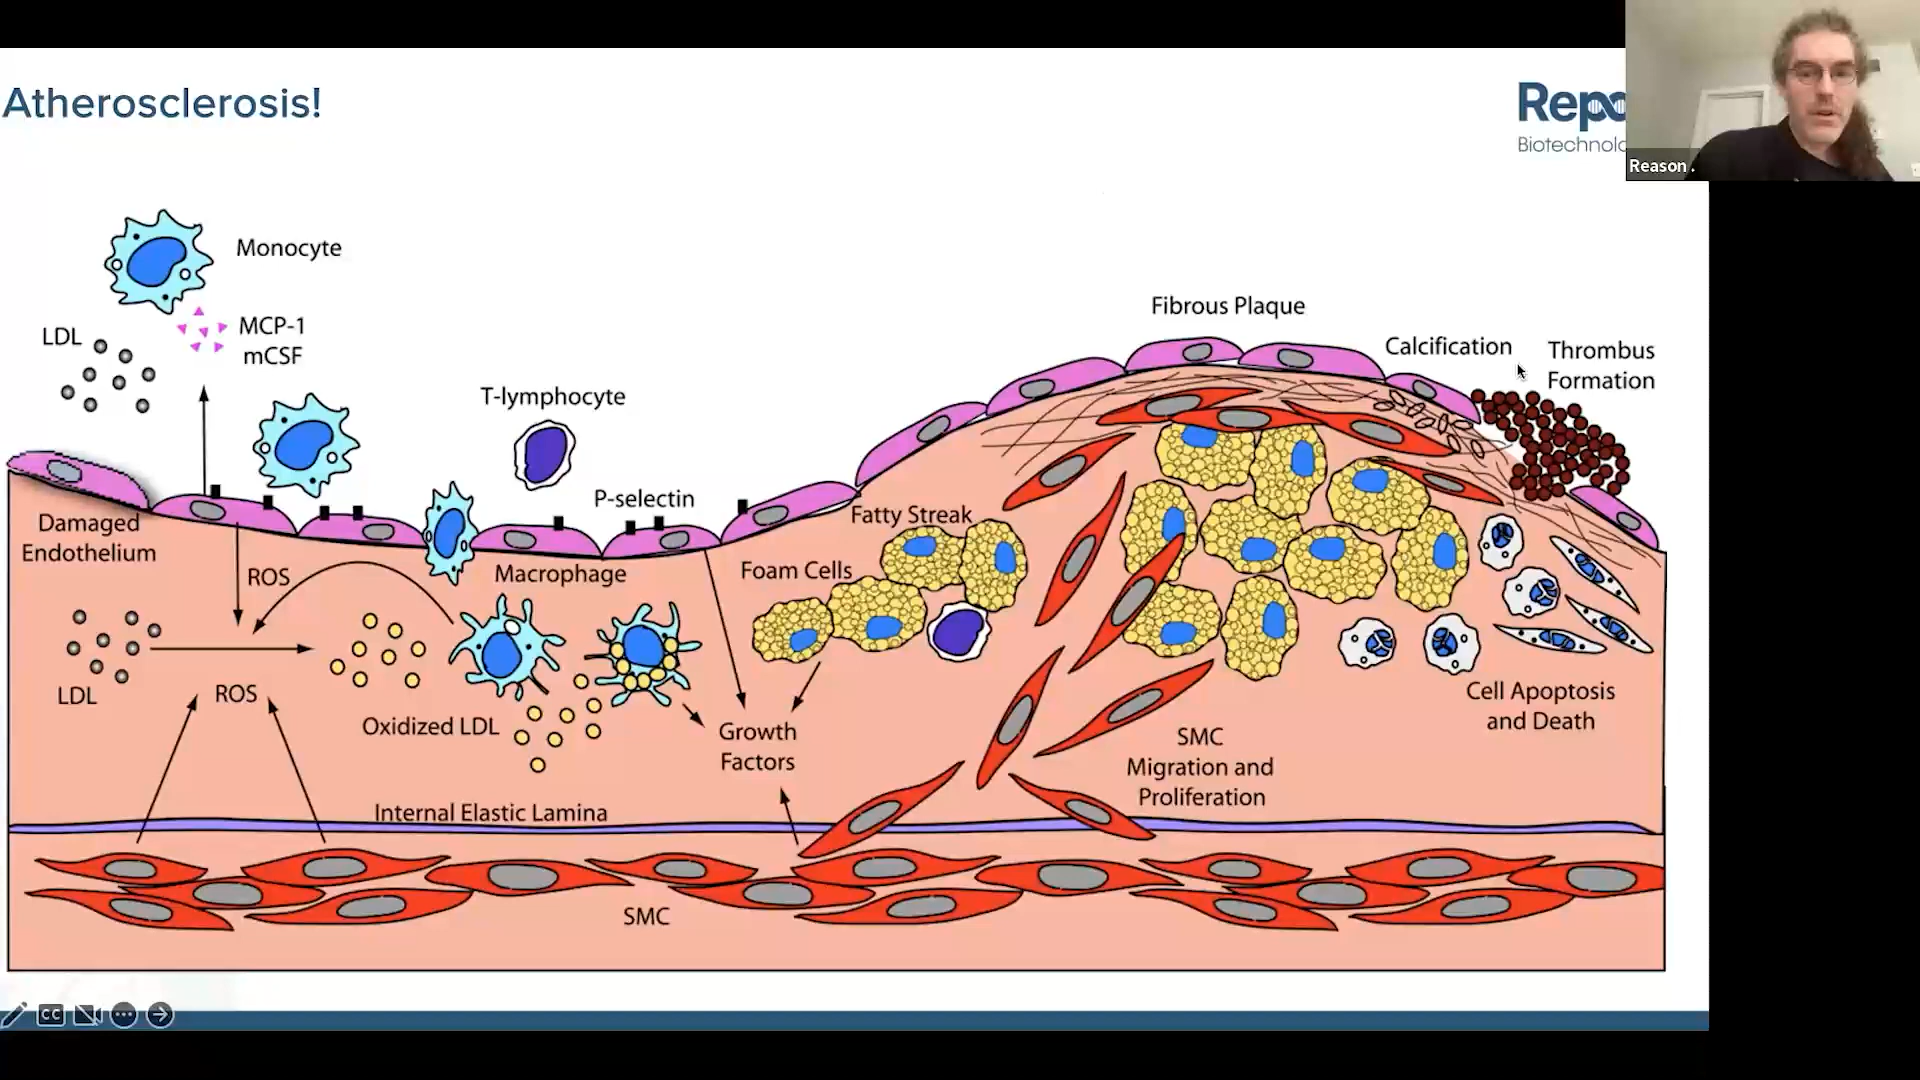 Atherosclerosis!
Repo
Biotechnolo
Reason .
Monocyte
MCP-1
mCSF
LDL
T-lymphocyte
P-selectin
Fibrous Plaque
Calcification
Thrombus
Formation
Damaged
Endothelium
ROS
Macrophage
Foam Cells
Fatty Streak
LDL
ROS
Oxidized LDL
Growth
Factors
SMC
Migration and
Proliferation
Cell Apoptosis
and Death
Internal Elastic Lamina
SMC
CC